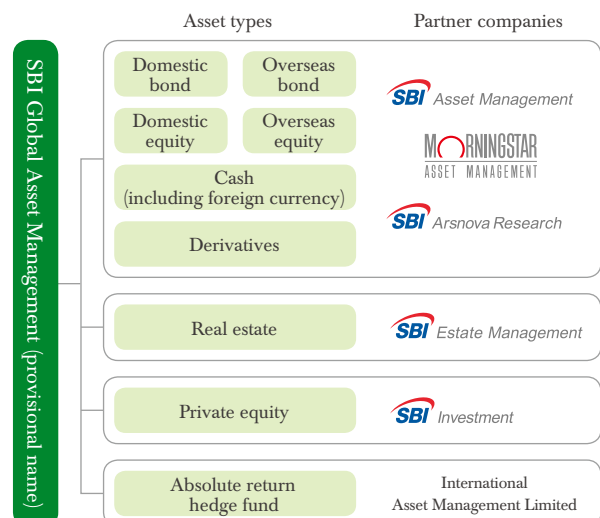 Asset types
Partner companies
SBI Global Asset Management (provisional name)
Domestic
bond
Overseas
bond
Domestic
equity
Overseas
equity
Cash
(including foreign currency)
Derivatives
SBI Asset Management
MORNINGSTAR
ASSET MANAGEMENT
SBI Arsnova Research
Real estate
SBI Estate Management
Private equity
SBI Investment
Absolute return
hedge fund
International
Asset Management Limited